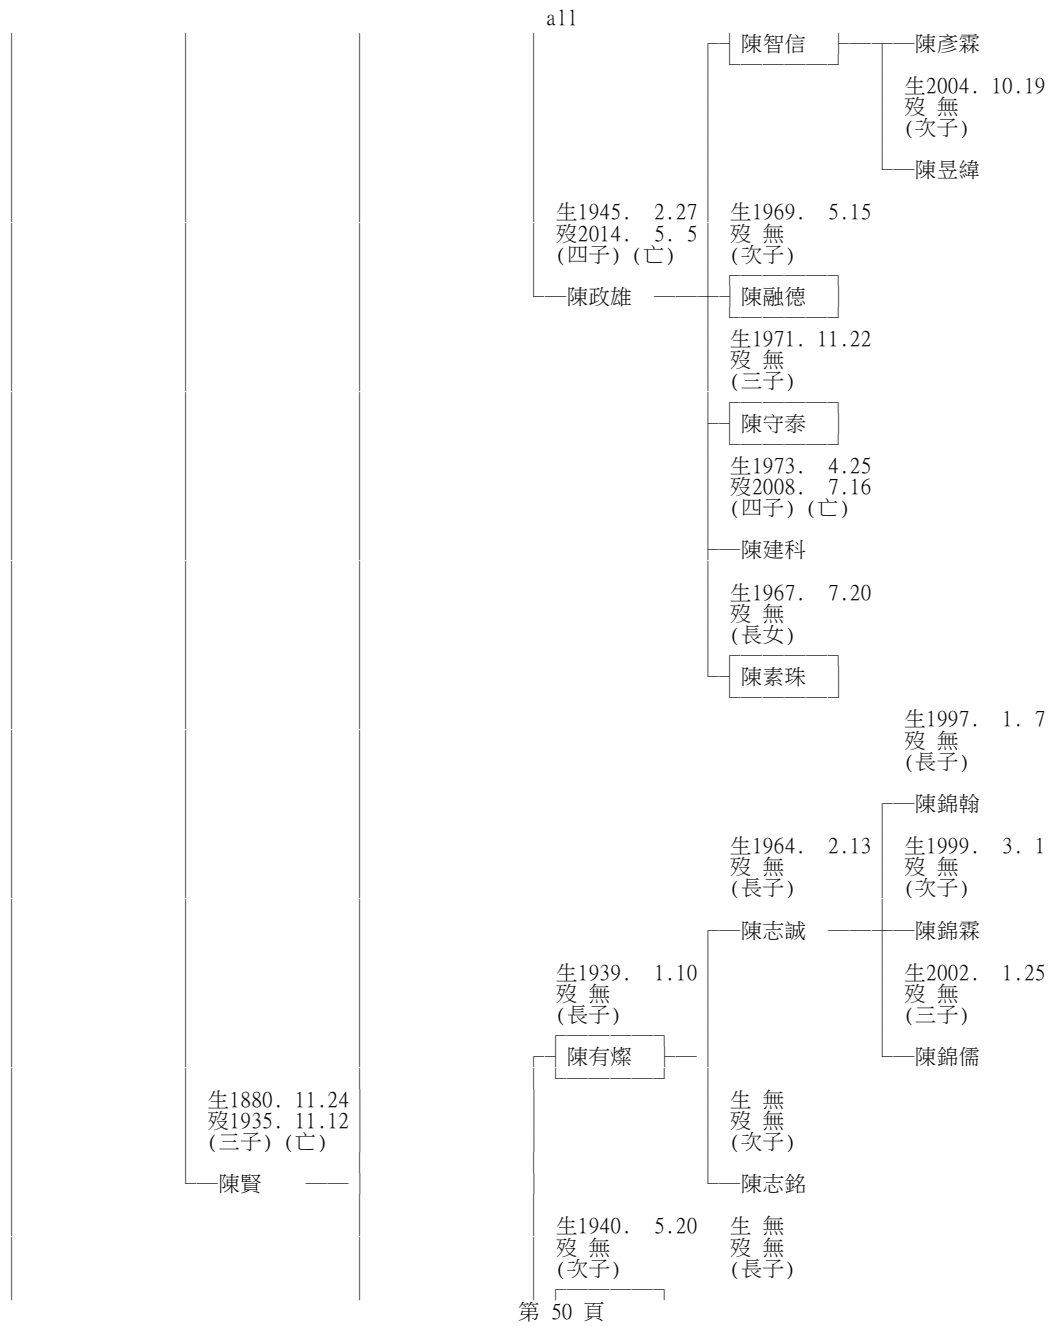 all
陳智信
陳彥霖
生2004. 10.19
歿 無
(次子)
陳昱緯
生1945. 2.27
歿2014. 5. 5
(四子) (亡)
陳政雄
生1969. 5.15
歿 無
(次子)
陳融德
生1971. 11.22
歿 無
(三子)
陳守泰
生1973. 4.25
歿2008. 7.16
(四子) (亡)
陳建科
生1967. 7.20
歿 無
(長女)
陳素珠
生1997. 1. 7
歿 無
(長子)
陳錦翰
生1964. 2.13
歿 無
(長子)
陳志誠
生1999. 3. 1
歿 無
(次子)
陳錦霖
生1939. 1.10
歿 無
(長子)
陳有燦
生2002. 1.25
歿 無
(三子)
陳錦儒
生1880. 11.24
歿1935. 11.12
(三子) (亡)
陳賢
生 無
歿 無
(次子)
陳志銘
生1940. 5.20
歿 無
(次子)
生 無
歿 無
(長子)
第 50 頁